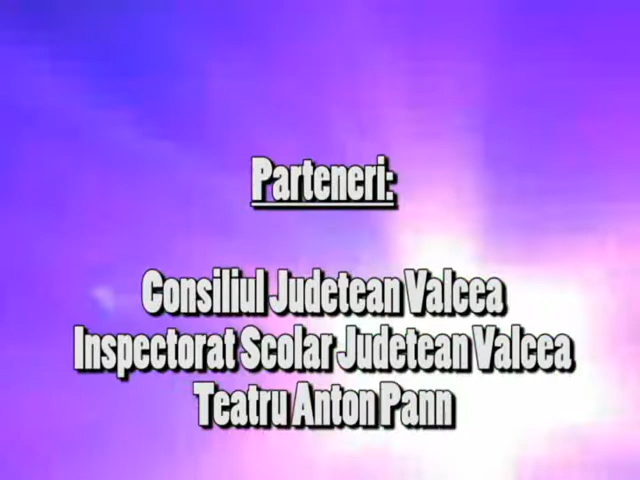 Parteneri:
Consiliul Judetean Valcea
Inspectorat Scolar Judetean Valcea
Teatru Anton Pann